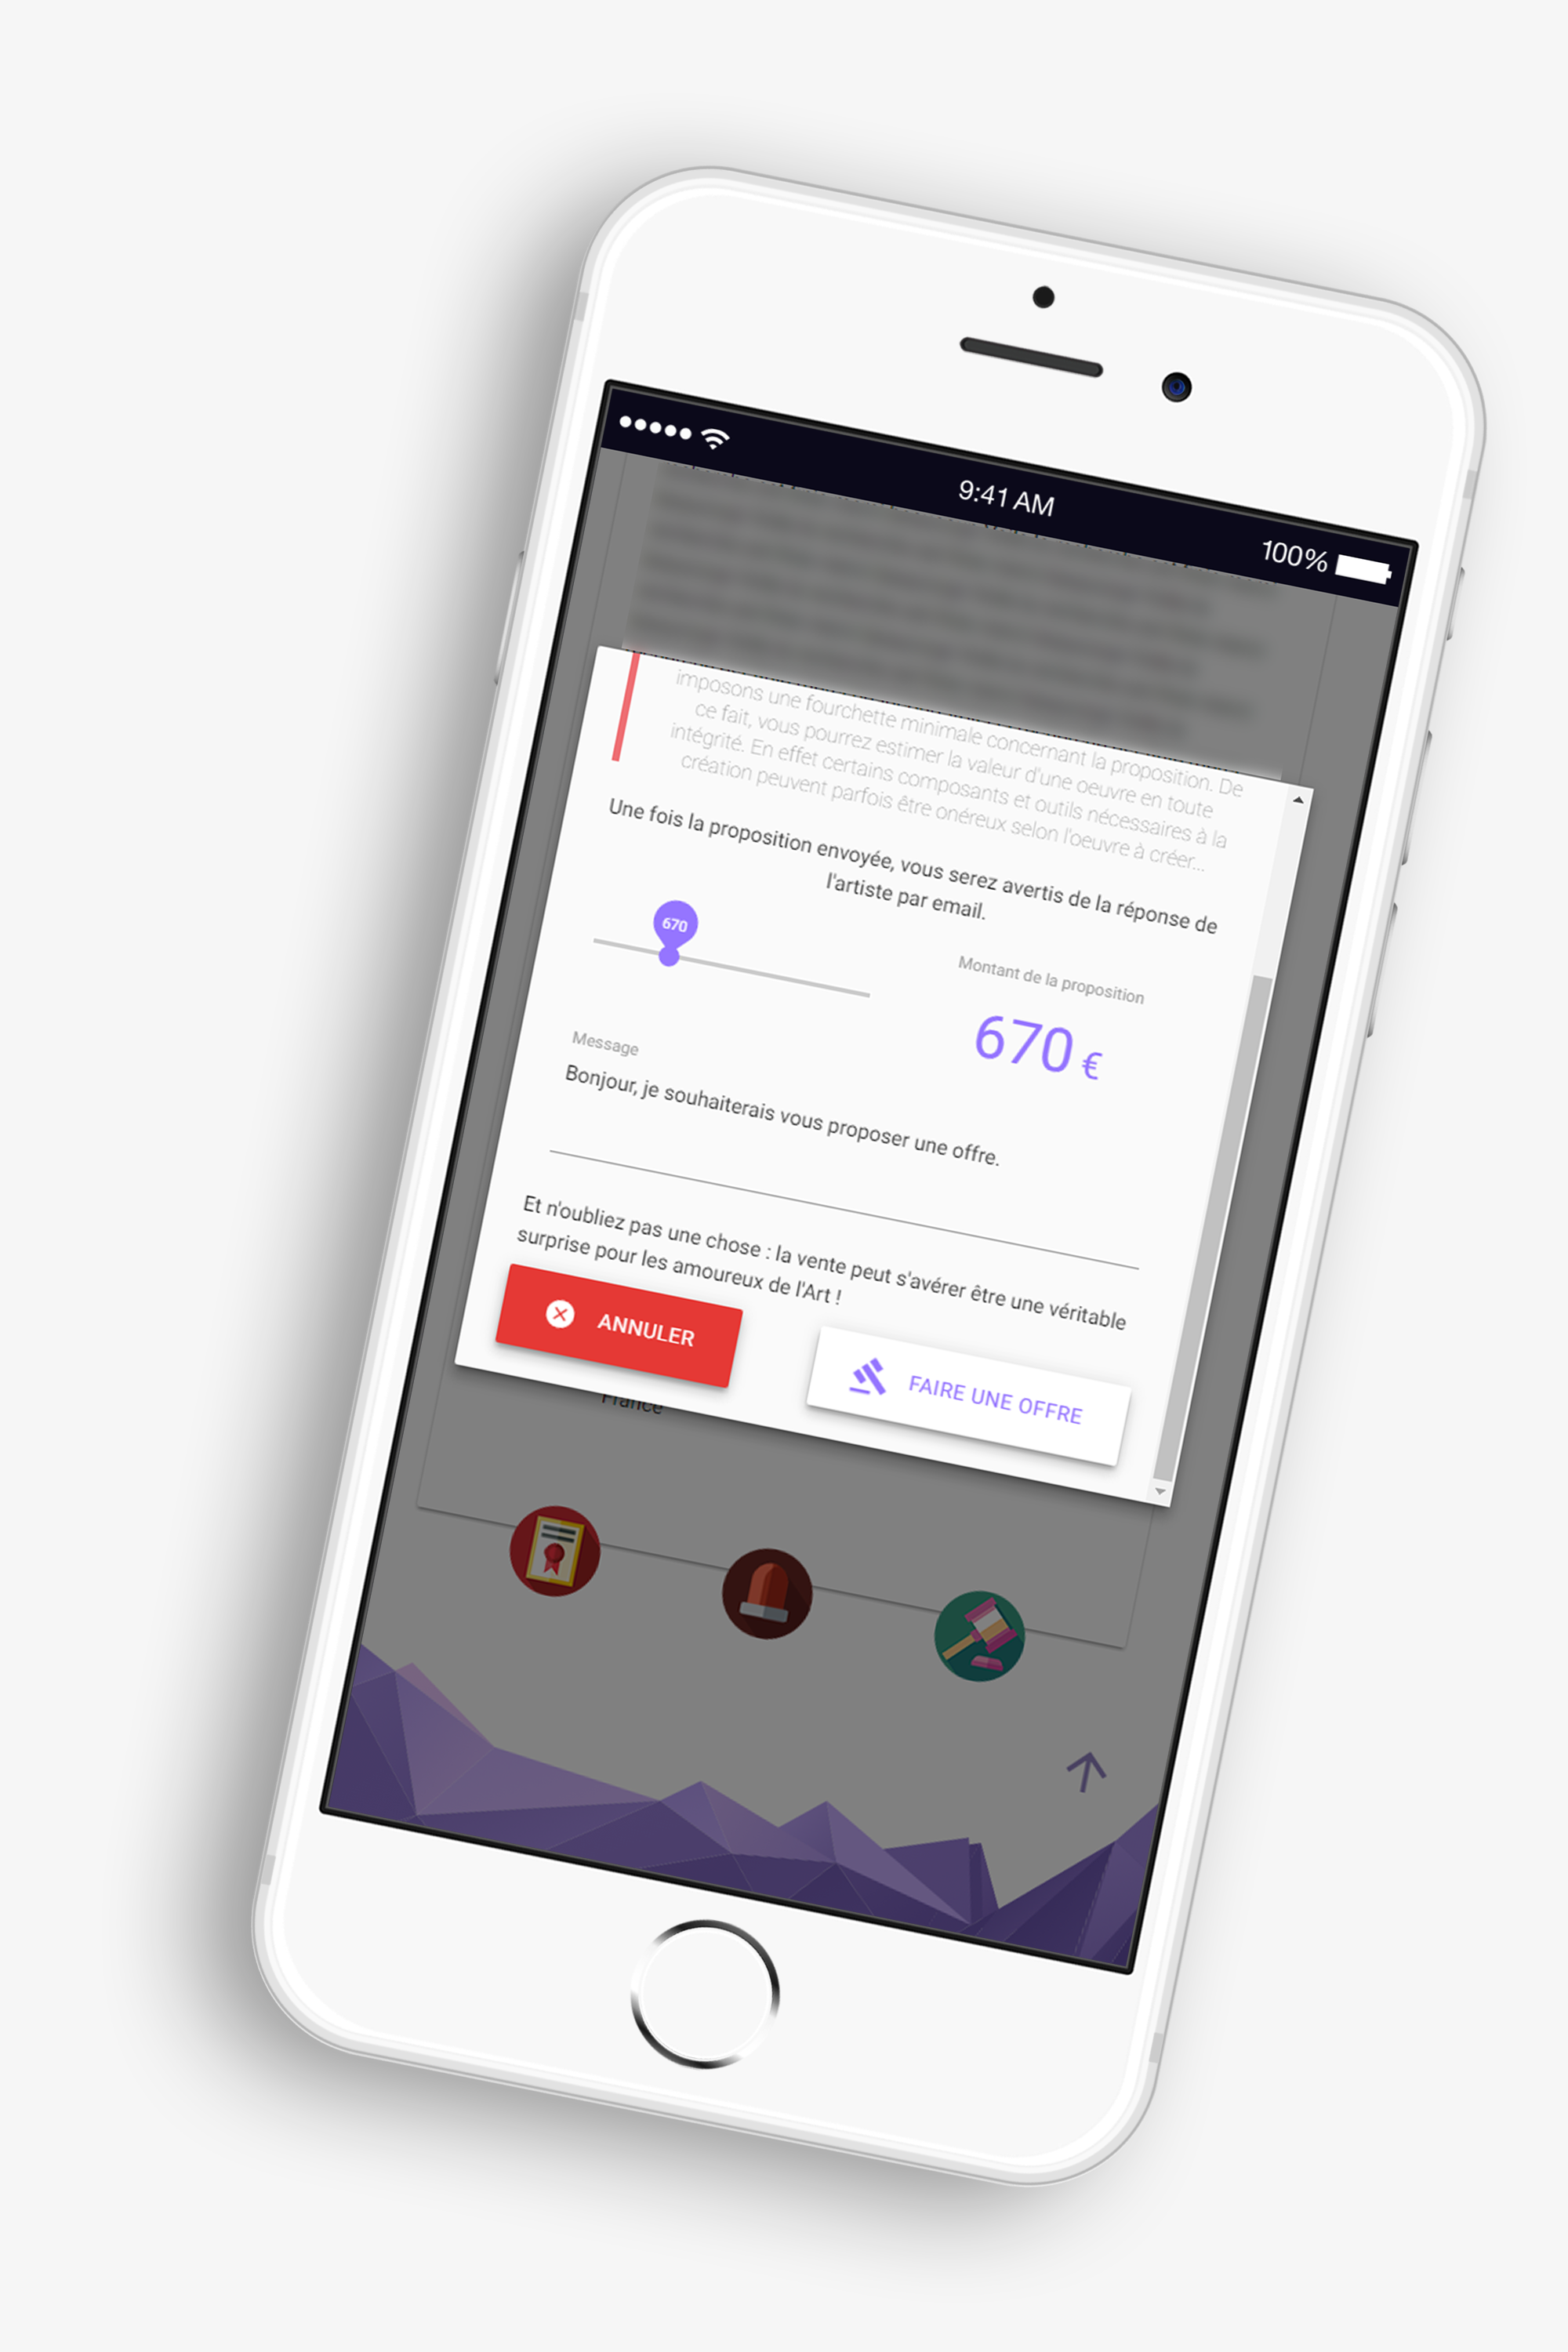 9:41 AM
100%
imposons une fourchette minimale concernant la proposition. De
ce fait, vous pourrez estimer la valeur d'une oeuvre en toute
intégrité. En effet certains composants et outils nécessaires à la
création peuvent parfois être onéreux selon l'oeuvre à créer...
Une fois la proposition envoyée, vous serez avertis de la réponse de
l'artiste par email.
670
Montant de la proposition
670 €
Message
Bonjour, je souhaiterais vous proposer une offre.
Et n'oubliez pas une chose : la vente peut s'avérer être une véritable
surprise pour les amoureux de l'Art !
ANNULER
FAIRE UNE OFFRE
France